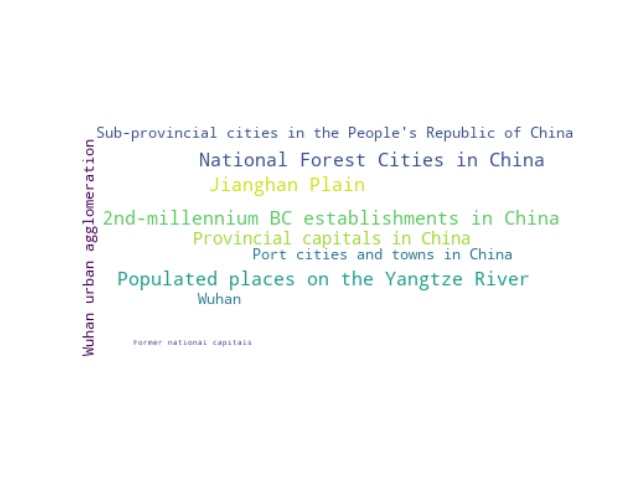 Sub-provincial cities in the People's Republic of China
Wuhan urban agglomeration
National Forest Cities in China
Jianghan Plain
2nd-millennium BC establishments in China
Provincial capitals in China
Port cities and towns in China
Populated places on the Yangtze River
Wuhan
Former national capitals